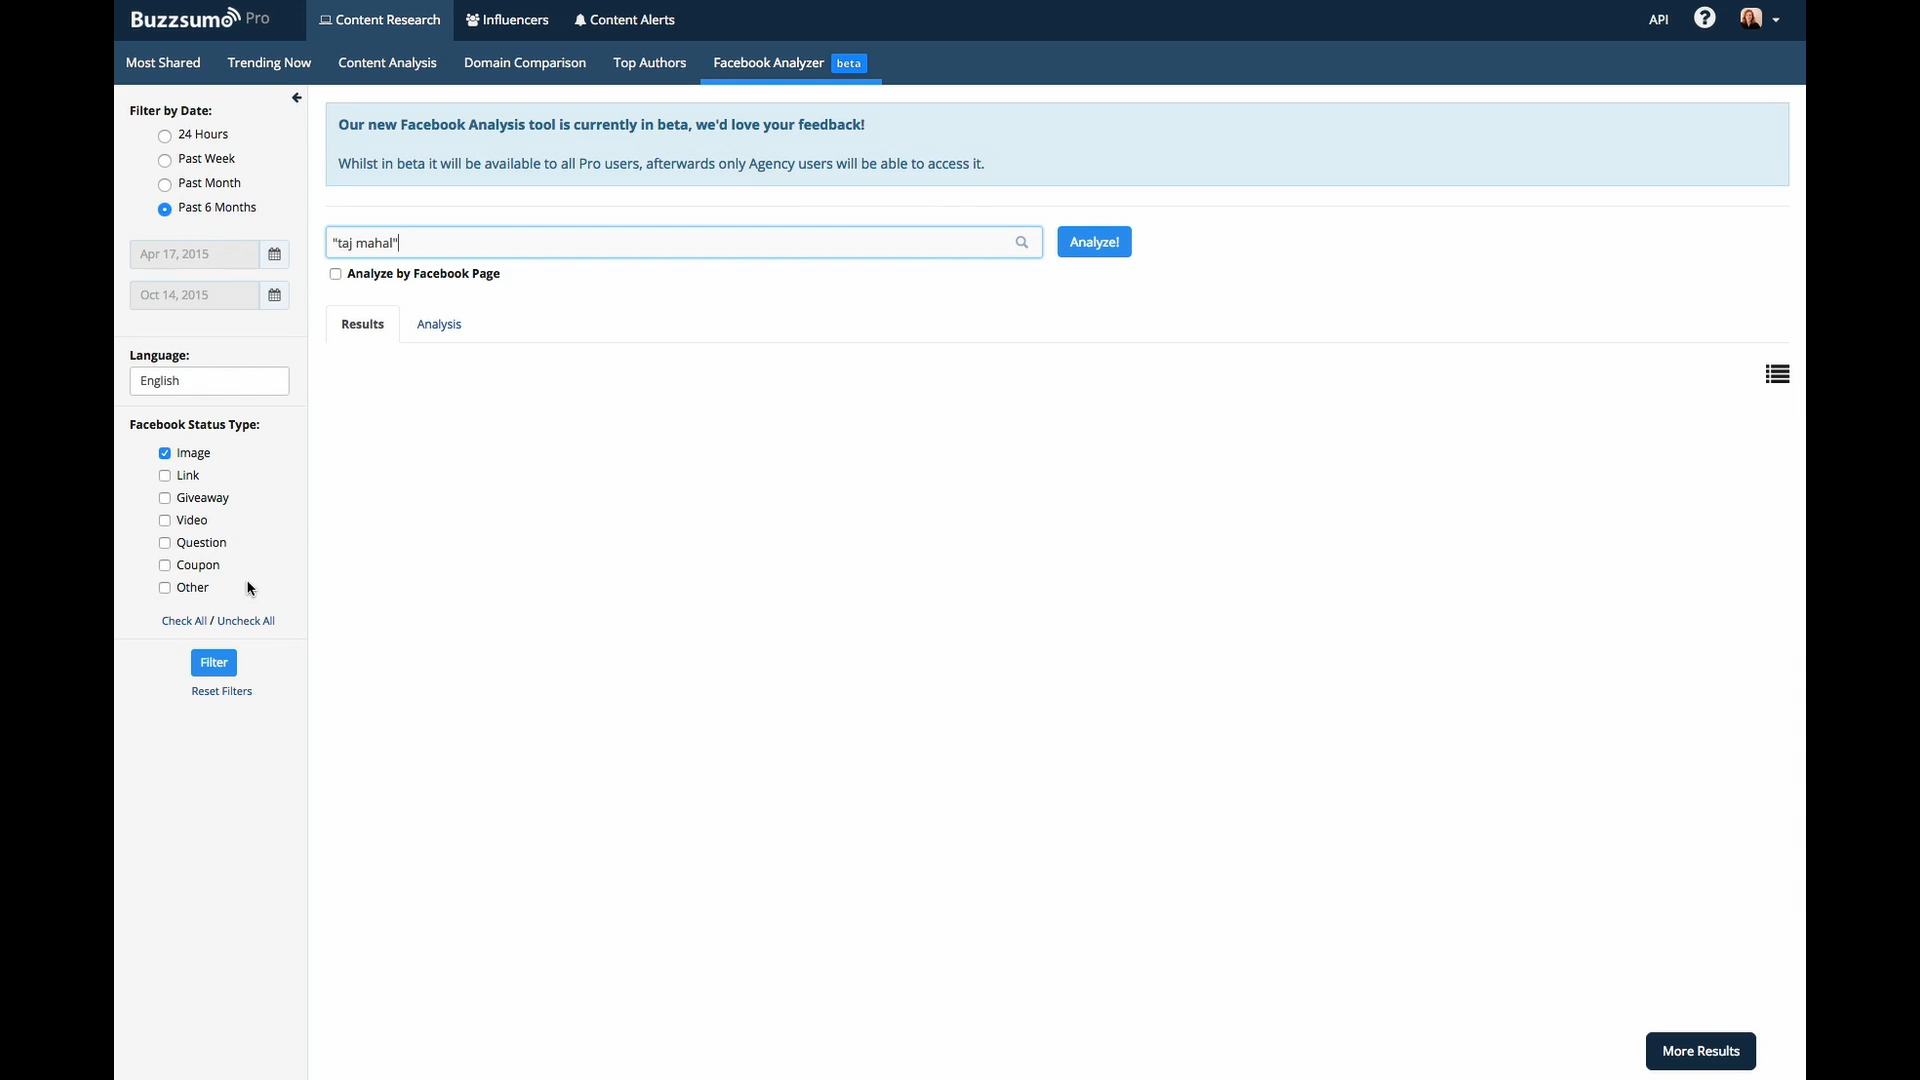 Buzzsumo Pro
Content Research
Influencers
Content Alerts
API
?
Most Shared
Trending Now
Content Analysis
Domain Comparison
Top Authors
Facebook Analyzer beta
Filter by Date:
24 Hours
Past Week
Past Month
Past 6 Months
Apr 17, 2015
Oct 14, 2015
Language:
English
Facebook Status Type:
Image
Link
Giveaway
Video
Question
Coupon
Other
Check All / Uncheck All
Filter
Reset Filters
Our new Facebook Analysis tool is currently in beta, we'd love your feedback!
Whilst in beta it will be available to all Pro users, afterwards only Agency users will be able to access it.
"taj mahal"
Analyze!
Analyze by Facebook Page
Results
Analysis
More Results